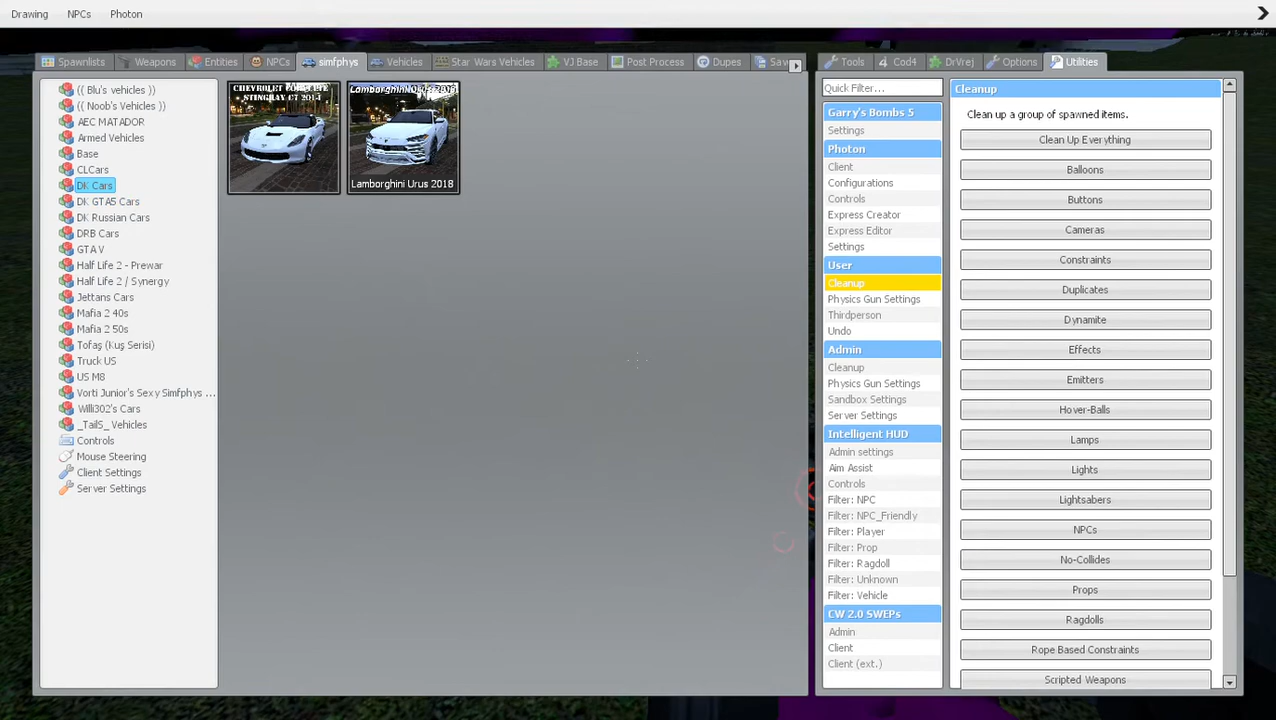 Drawing NPCs Photon
Spawnlists Weapons Entities NPCs simfphys Vehicles Star Wars Vehicles VJ Base Post Process Dupes
Tools Cod4 DrVrej Options Utilities
(( Blu's vehicles ))
(( Noob's Vehicles ))
AEC MATADOR
Armed Vehicles
Base
CLCars
DK Cars
DK GTA5 Cars
DK Russian Cars
DRB Cars
GTA V
Half Life 2 - Prewar
Half Life 2 / Synergy
Jettans Cars
Mafia 2 40s
Mafia 2 50s
Tofaş (Kuş Serisi)
Truck US
US M8
Vorti Junior's Sexy Simfphys ...
Willi302's Cars
_TailS_ Vehicles
Controls
Mouse Steering
Client Settings
Server Settings
Lamborghini Urus 2018
Quick Filter...
Garry's Bombs 5
Settings
Photon
Client
Configurations
Controls
Express Creator
Express Editor
Settings
User
Cleanup
Physics Gun Settings
Thirdperson
Undo
Admin
Cleanup
Physics Gun Settings
Sandbox Settings
Server Settings
Intelligent HUD
Admin settings
Aim Assist
Controls
Filter: NPC
Filter: NPC_Friendly
Filter: Player
Filter: Prop
Filter: Ragdoll
Filter: Unknown
Filter: Vehicle
CW 2.0 SWEPs
Admin
Client
Client (ext.)
Cleanup
Clean up a group of spawned items.
Clean Up Everything
Balloons
Buttons
Cameras
Constraints
Duplicates
Dynamite
Effects
Emitters
Hover-Balls
Lamps
Lights
Lightsabers
NPCs
No-Collides
Props
Ragdolls
Rope Based Constraints
Scripted Weapons